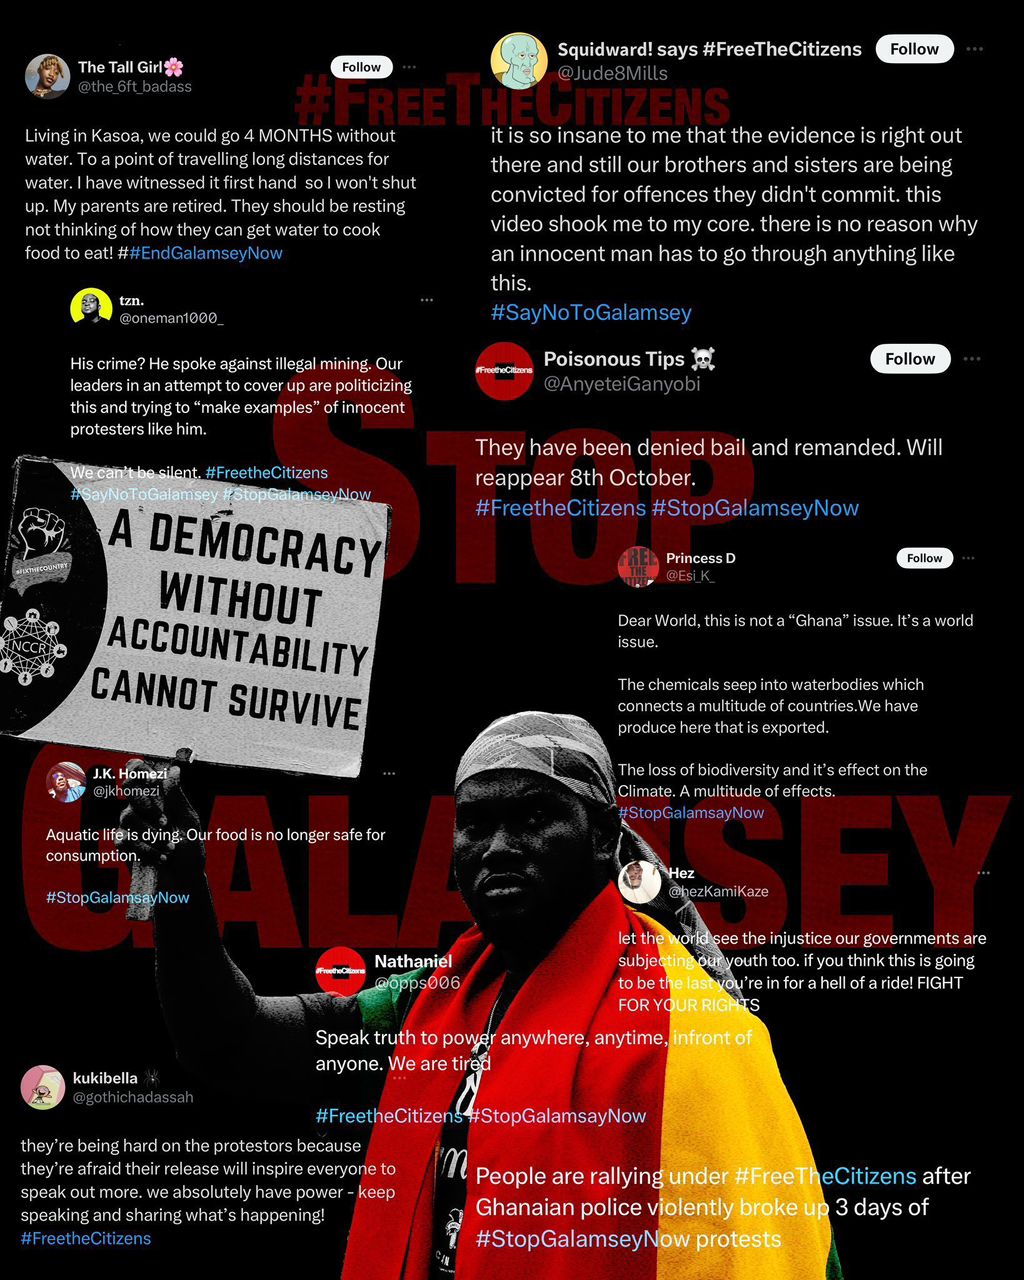 #FREETHECITIZENS
The Tall Girl🌸
@the_6ft_badass
Follow
Living in Kasoa, we could go 4 MONTHS without
water. To a point of travelling long distances for
water. I have witnessed it first hand so I won't shut
up. My parents are retired. They should be resting
not thinking of how they can get water to cook
food to eat! ##EndGalamseyNow
Squidward! says #FreeTheCitizens
@Jude8Mills
Follow
it is so insane to me that the evidence is right out
there and still our brothers and sisters are being
convicted for offences they didn't commit. this
video shook me to my core. there is no reason why
an innocent man has to go through anything like
this.
#SayNoToGalamsey
tzn.
@oneman1000_
His crime? He spoke against illegal mining. Our
leaders in an attempt to cover up are politicizing
this and trying to “make examples” of innocent
protesters like him.
We can’t be silent. #FreetheCitizens
#SayNoToGalamsey #StopGalamseyNow
#FreetheCitizens
Poisonous Tips ☠️
@AnyeteiGanyobi
Follow
They have been denied bail and remanded. Will
reappear 8th October.
#FreetheCitizens #StopGalamseyNow
STOP
GALAMSEY
#FIXTHECOUNTRY
NCCR
A DEMOCRACY
WITHOUT
ACCOUNTABILITY
CANNOT SURVIVE
FREE
THE
Princess D
@Esi_K_
Follow
Dear World, this is not a “Ghana” issue. It’s a world
issue.
The chemicals seep into waterbodies which
connects a multitude of countries.We have
produce here that is exported.
The loss of biodiversity and it’s effect on the
Climate. A multitude of effects.
#StopGalamsayNow
J.K. Homezi
@jkhomezi
Aquatic life is dying. Our food is no longer safe for
consumption.
#StopGalamsayNow
Hez
@hezKamiKaze
let the world see the injustice our governments are
subjecting our youth too. if you think this is going
to be the last you’re in for a hell of a ride! FIGHT
FOR YOUR RIGHTS
#FreetheCitizens
Nathaniel
@opps006
Speak truth to power anywhere, anytime, infront of
anyone. We are tired
#FreetheCitizens #StopGalamsayNow
kukibella
@gothichadassah
they’re being hard on the protestors because
they’re afraid their release will inspire everyone to
speak out more. we absolutely have power - keep
speaking and sharing what’s happening!
#FreetheCitizens
People are rallying under #FreeTheCitizens after
Ghanaian police violently broke up 3 days of
#StopGalamseyNow protests